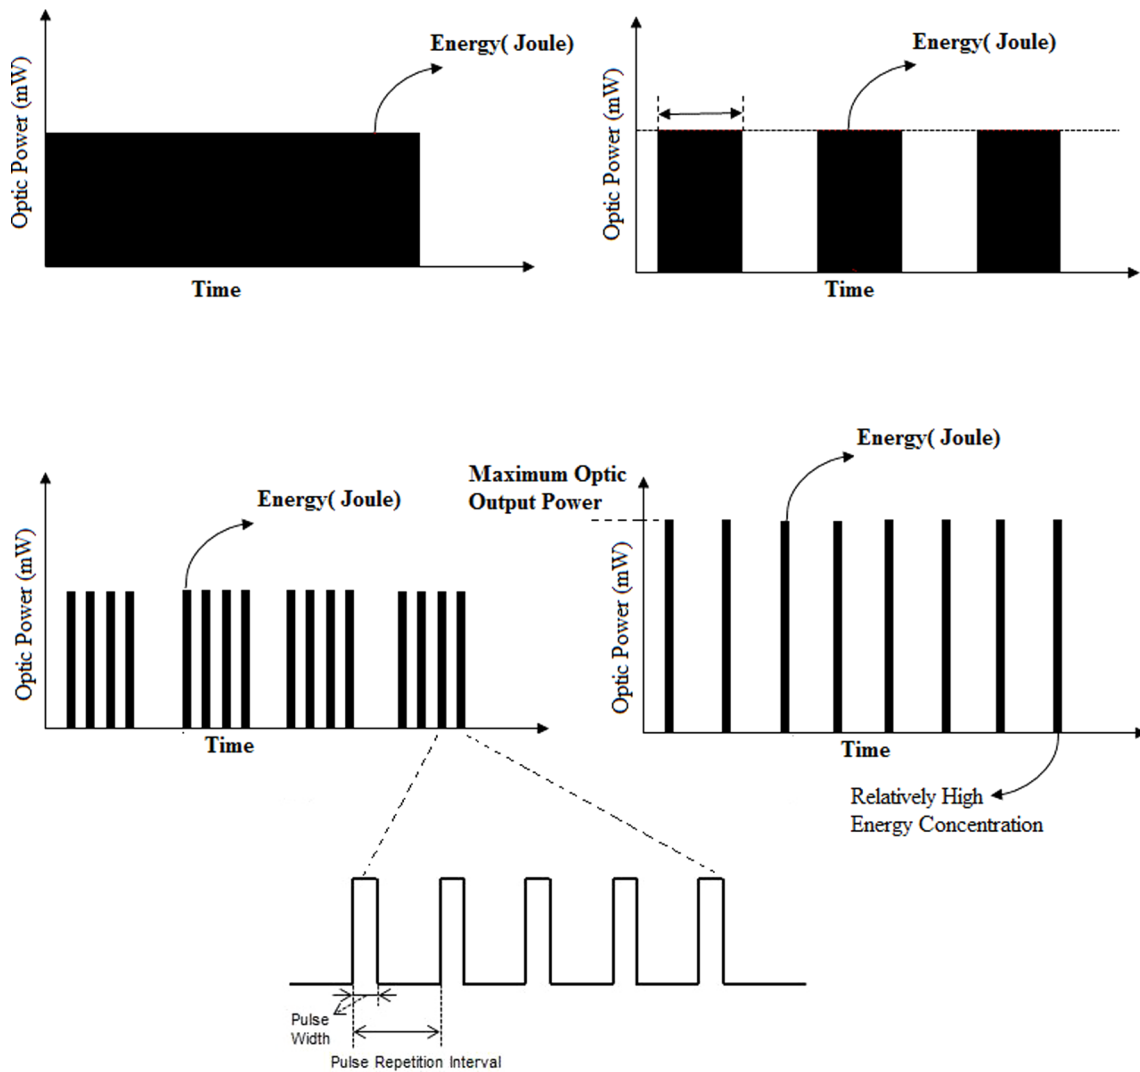 Energy( Joule)
Optic Power (mW)
Time
Energy( Joule)
Optic Power (mW)
Time
Energy( Joule)
Optic Power (mW)
Time
Energy( Joule)
Maximum Optic
Output Power
Optic Power (mW)
Time
Relatively High
Energy Concentration
Pulse
Width
Pulse Repetition Interval